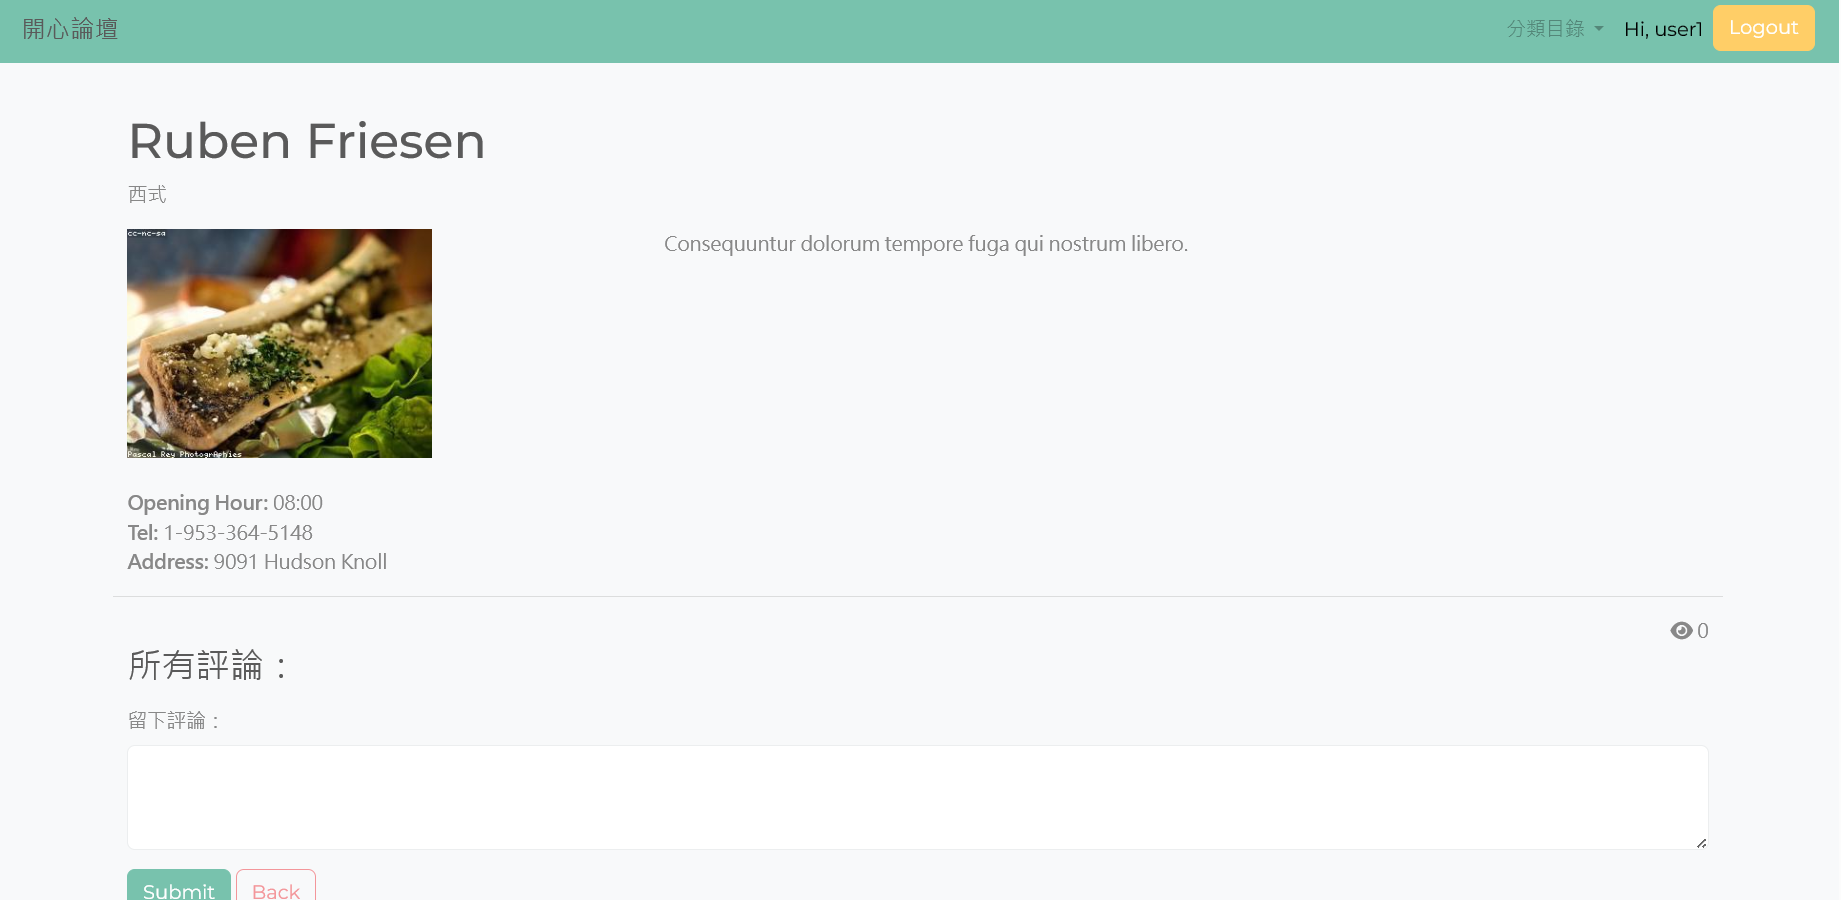 開心論壇
分類目錄
Hi, user1
Logout
Ruben Friesen
西式
cc-nc-sa
Consequuntur dolorum tempore fuga qui nostrum libero.
Pascal Rey PhotogrAphies
Opening Hour: 08:00
Tel: 1-953-364-5148
Address: 9091 Hudson Knoll
0
所有評論：
留下評論：
Submit
Back